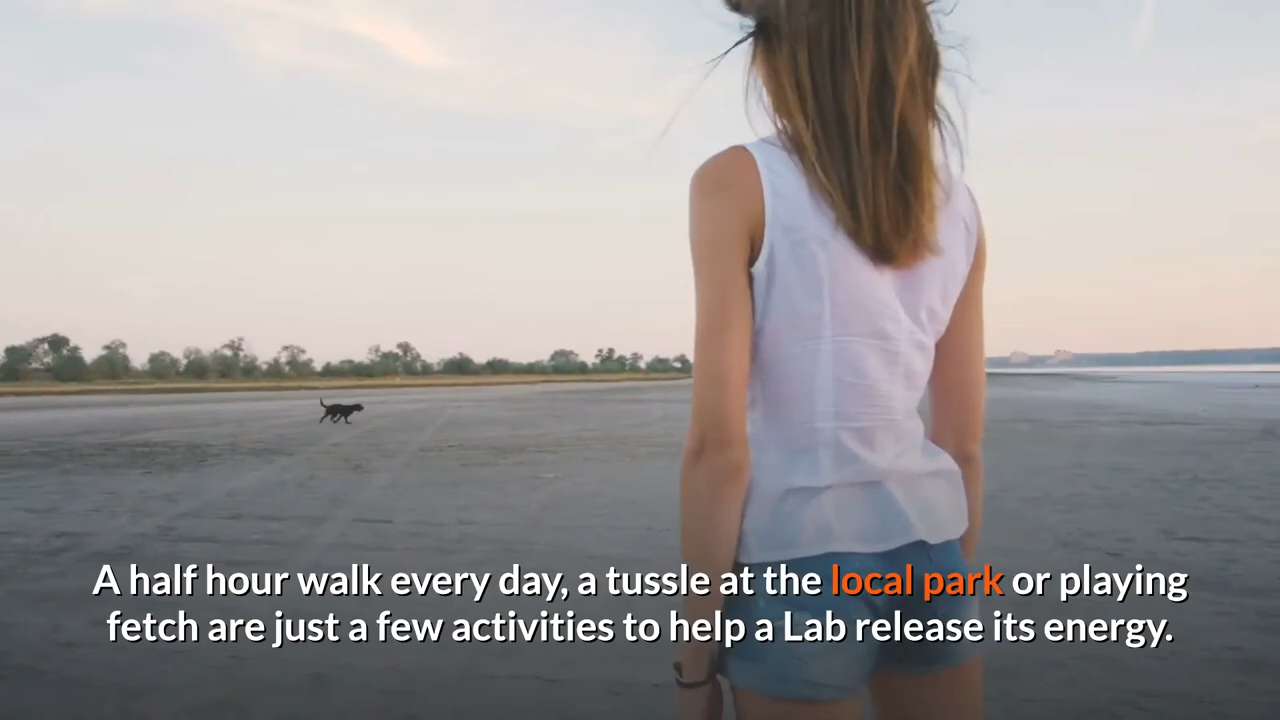 A half hour walk every day, a tussle at the local park or playing
fetch are just a few activities to help a Lab release its energy.